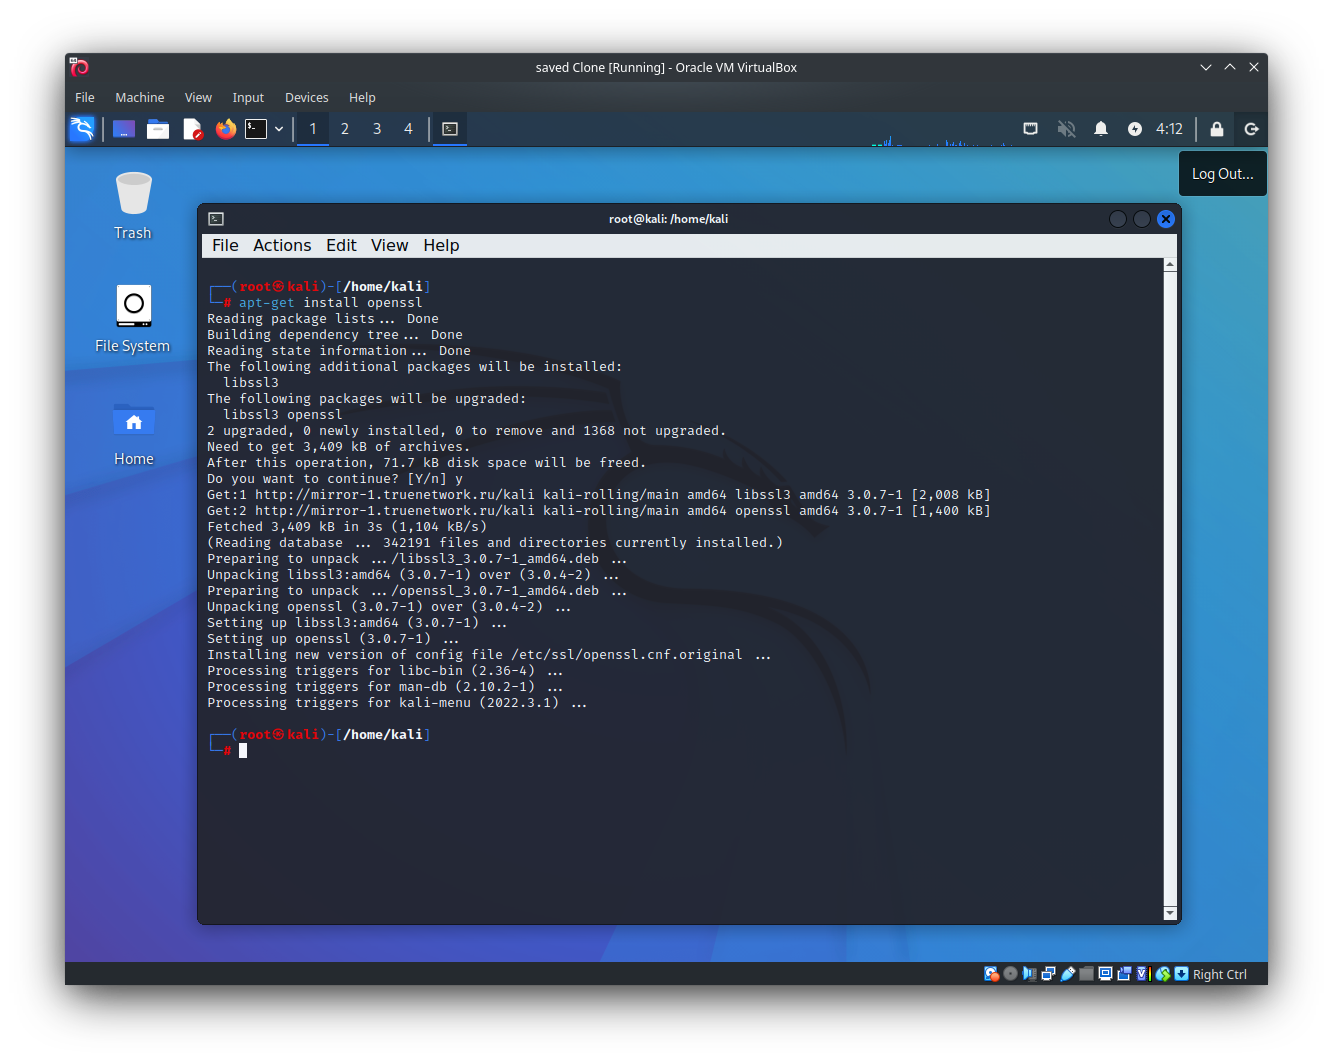 saved Clone [Running] - Oracle VM VirtualBox
File Machine View Input Devices Help
1 2 3 4 4:12
Log Out...
Trash
File System
Home
root@kali: /home/kali
File Actions Edit View Help
┌──(root㉿kali)-[/home/kali]
└─# apt-get install openssl
Reading package lists... Done
Building dependency tree... Done
Reading state information... Done
The following additional packages will be installed:
libssl3
The following packages will be upgraded:
libssl3 openssl
2 upgraded, 0 newly installed, 0 to remove and 1368 not upgraded.
Need to get 3,409 kB of archives.
After this operation, 71.7 kB disk space will be freed.
Do you want to continue? [Y/n] y
Get:1 http://mirror-1.truenetwork.ru/kali kali-rolling/main amd64 libssl3 amd64 3.0.7-1 [2,008 kB]
Get:2 http://mirror-1.truenetwork.ru/kali kali-rolling/main amd64 openssl amd64 3.0.7-1 [1,400 kB]
Fetched 3,409 kB in 3s (1,104 kB/s)
(Reading database ... 342191 files and directories currently installed.)
Preparing to unpack .../libssl3_3.0.7-1_amd64.deb ...
Unpacking libssl3:amd64 (3.0.7-1) over (3.0.4-2) ...
Preparing to unpack .../openssl_3.0.7-1_amd64.deb ...
Unpacking openssl (3.0.7-1) over (3.0.4-2) ...
Setting up libssl3:amd64 (3.0.7-1) ...
Setting up openssl (3.0.7-1) ...
Installing new version of config file /etc/ssl/openssl.cnf.original ...
Processing triggers for libc-bin (2.36-4) ...
Processing triggers for man-db (2.10.2-1) ...
Processing triggers for kali-menu (2022.3.1) ...
┌──(root㉿kali)-[/home/kali]
└─#
Right Ctrl